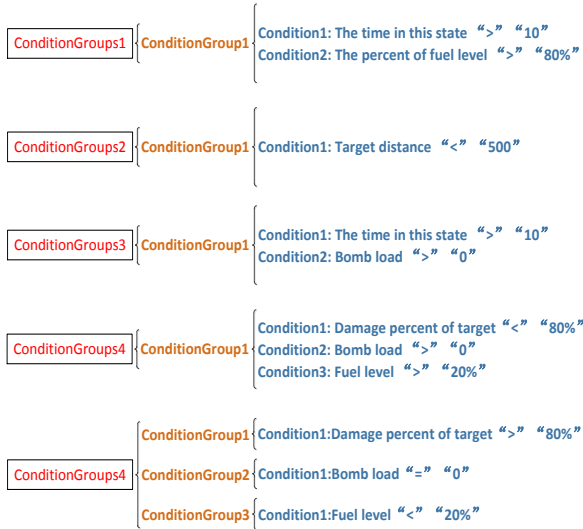 ConditionGroups1 ConditionGroup1 Condition1: The time in this state “>” “10”
Condition2: The percent of fuel level “>” “80%”
ConditionGroups2 ConditionGroup1 Condition1: Target distance “<” “500”
ConditionGroups3 ConditionGroup1 Condition1: The time in this state “>” “10”
Condition2: Bomb load “>” “0”
ConditionGroups4 ConditionGroup1 Condition1: Damage percent of target “<” “80%”
Condition2: Bomb load “>” “0”
Condition3: Fuel level “>” “20%”
ConditionGroups4 ConditionGroup1 Condition1:Damage percent of target “>” “80%”
ConditionGroup2 Condition1:Bomb load “=” “0”
ConditionGroup3 Condition1:Fuel level “<” “20%”